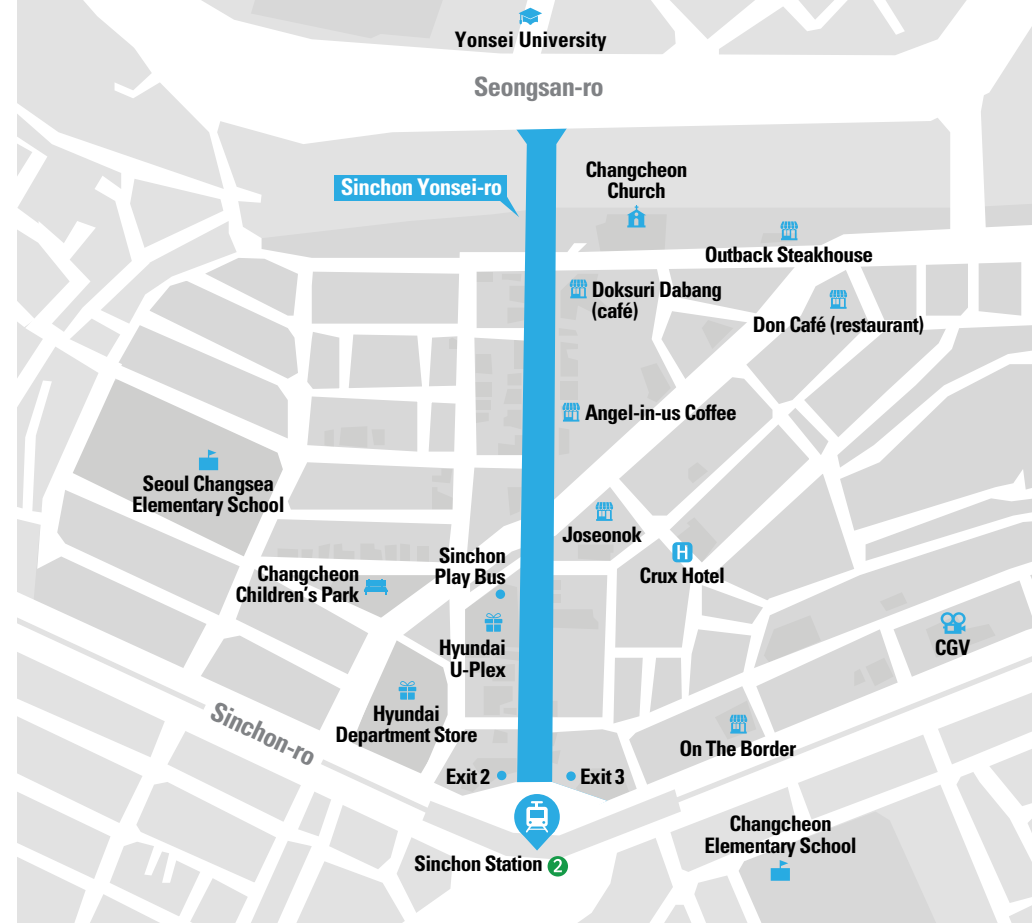 Yonsei University
Seongsan-ro
Changcheon
Church
Sinchon Yonsei-ro
Outback Steakhouse
Doksuri Dabang
(café)
Don Café (restaurant)
Angel-in-us Coffee
Seoul Changsea
Elementary School
Joseonok
Sinchon
Play Bus
H
Crux Hotel
Changcheon
Children's Park
Hyundai
U-Plex
CGV
Hyundai
Department Store
Sinchon-ro
On The Border
Exit 2
Exit 3
Changcheon
Elementary School
Sinchon Station 2